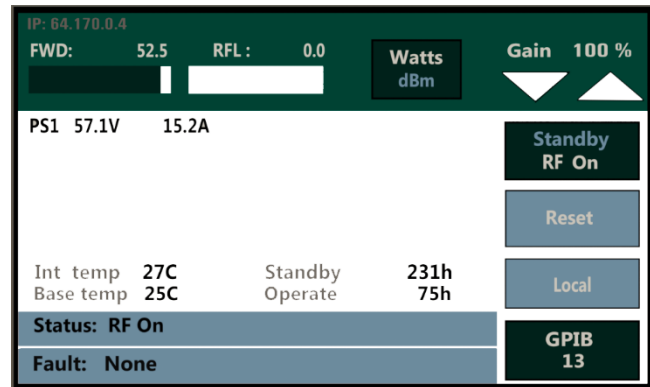 IP: 64.170.0.4
FWD: 52.5 RFL : 0.0
Watts
dBm
Gain 100 %
PS1 57.1V 15.2A
Standby
RF On
Reset
Int temp 27C Standby 231h
Base temp 25C Operate 75h
Local
Status: RF On
Fault: None
GPIB
13